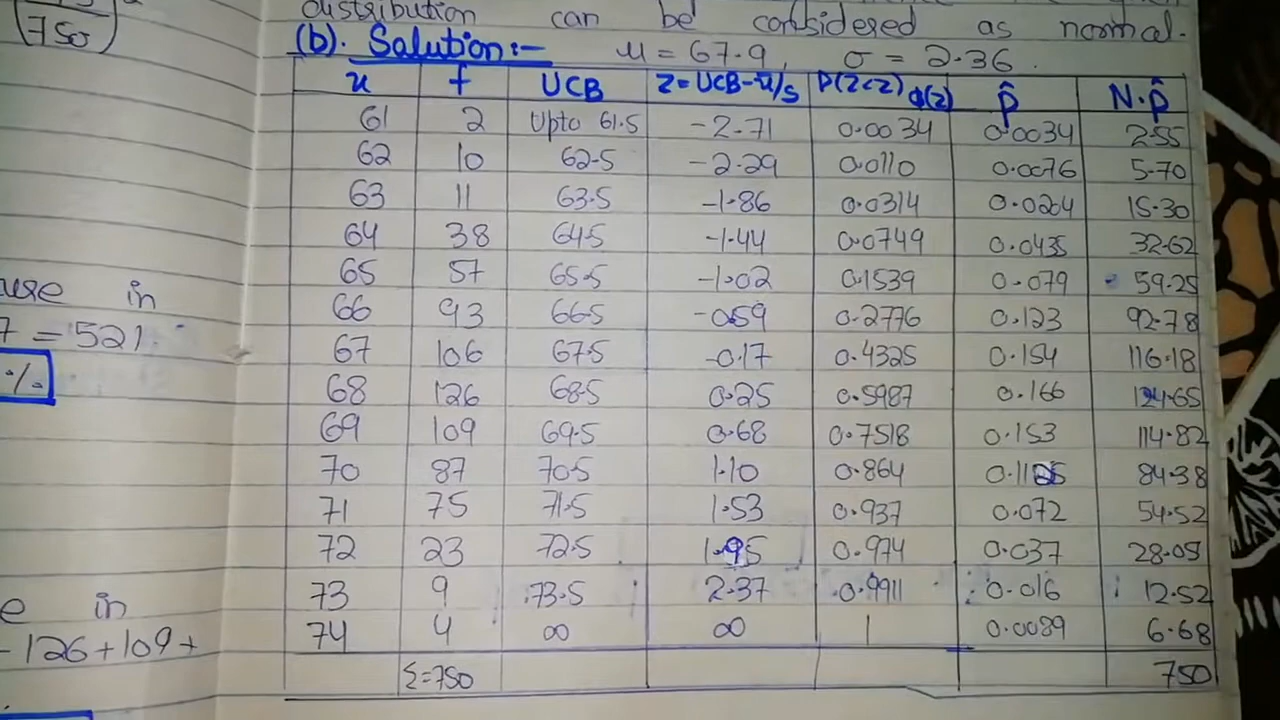 750
distribution can be considered as normal.
(b). Solution:- μ = 67.9, σ = 2.36.
x f UCB Z=UCB-x̄/S P(Z<z) φ(z) p̂ N.p̂
61 2 Upto 61.5 -2.71 0.0034 0.0034 2.55
62 10 62.5 -2.29 0.0110 0.0076 5.70
63 11 63.5 -1.86 0.0314 0.0204 15.30
64 38 64.5 -1.44 0.0749 0.0435 32.62
65 57 65.5 -1.02 0.1539 0.079 59.25
66 93 66.5 -0.59 0.2776 0.123 92.78
67 106 67.5 -0.17 0.4325 0.154 116.18
68 126 68.5 0.25 0.5987 0.166 124.65
69 109 69.5 0.68 0.7518 0.153 114.82
70 87 70.5 1.10 0.864 0.1125 84.38
71 75 71.5 1.53 0.937 0.072 54.52
72 23 72.5 1.95 0.974 0.037 28.05
73 9 73.5 2.37 0.9911 0.016 12.52
74 4 ∞ ∞ 1 0.0089 6.68
Σ=750 750
use in
7 = 521
.%.
e in
-126+109+